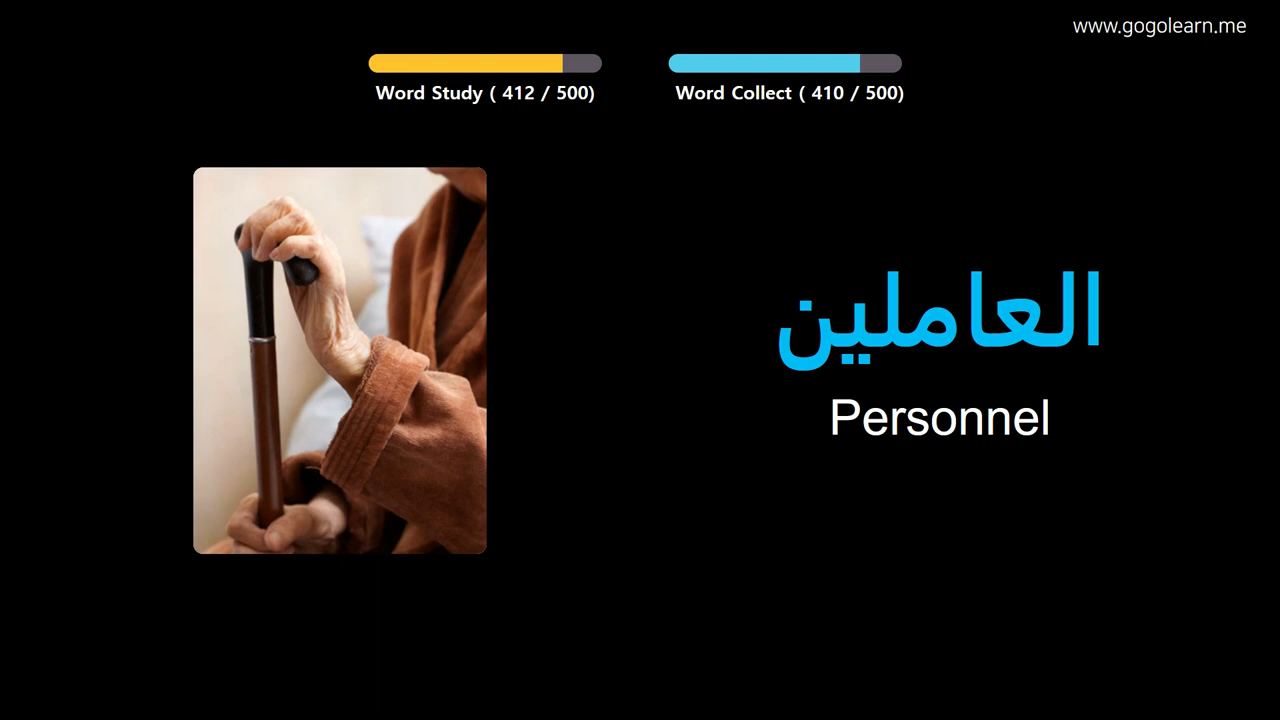 www.gogolearn.me
Word Study ( 412 / 500)
Word Collect ( 410 / 500)
العاملين
Personnel